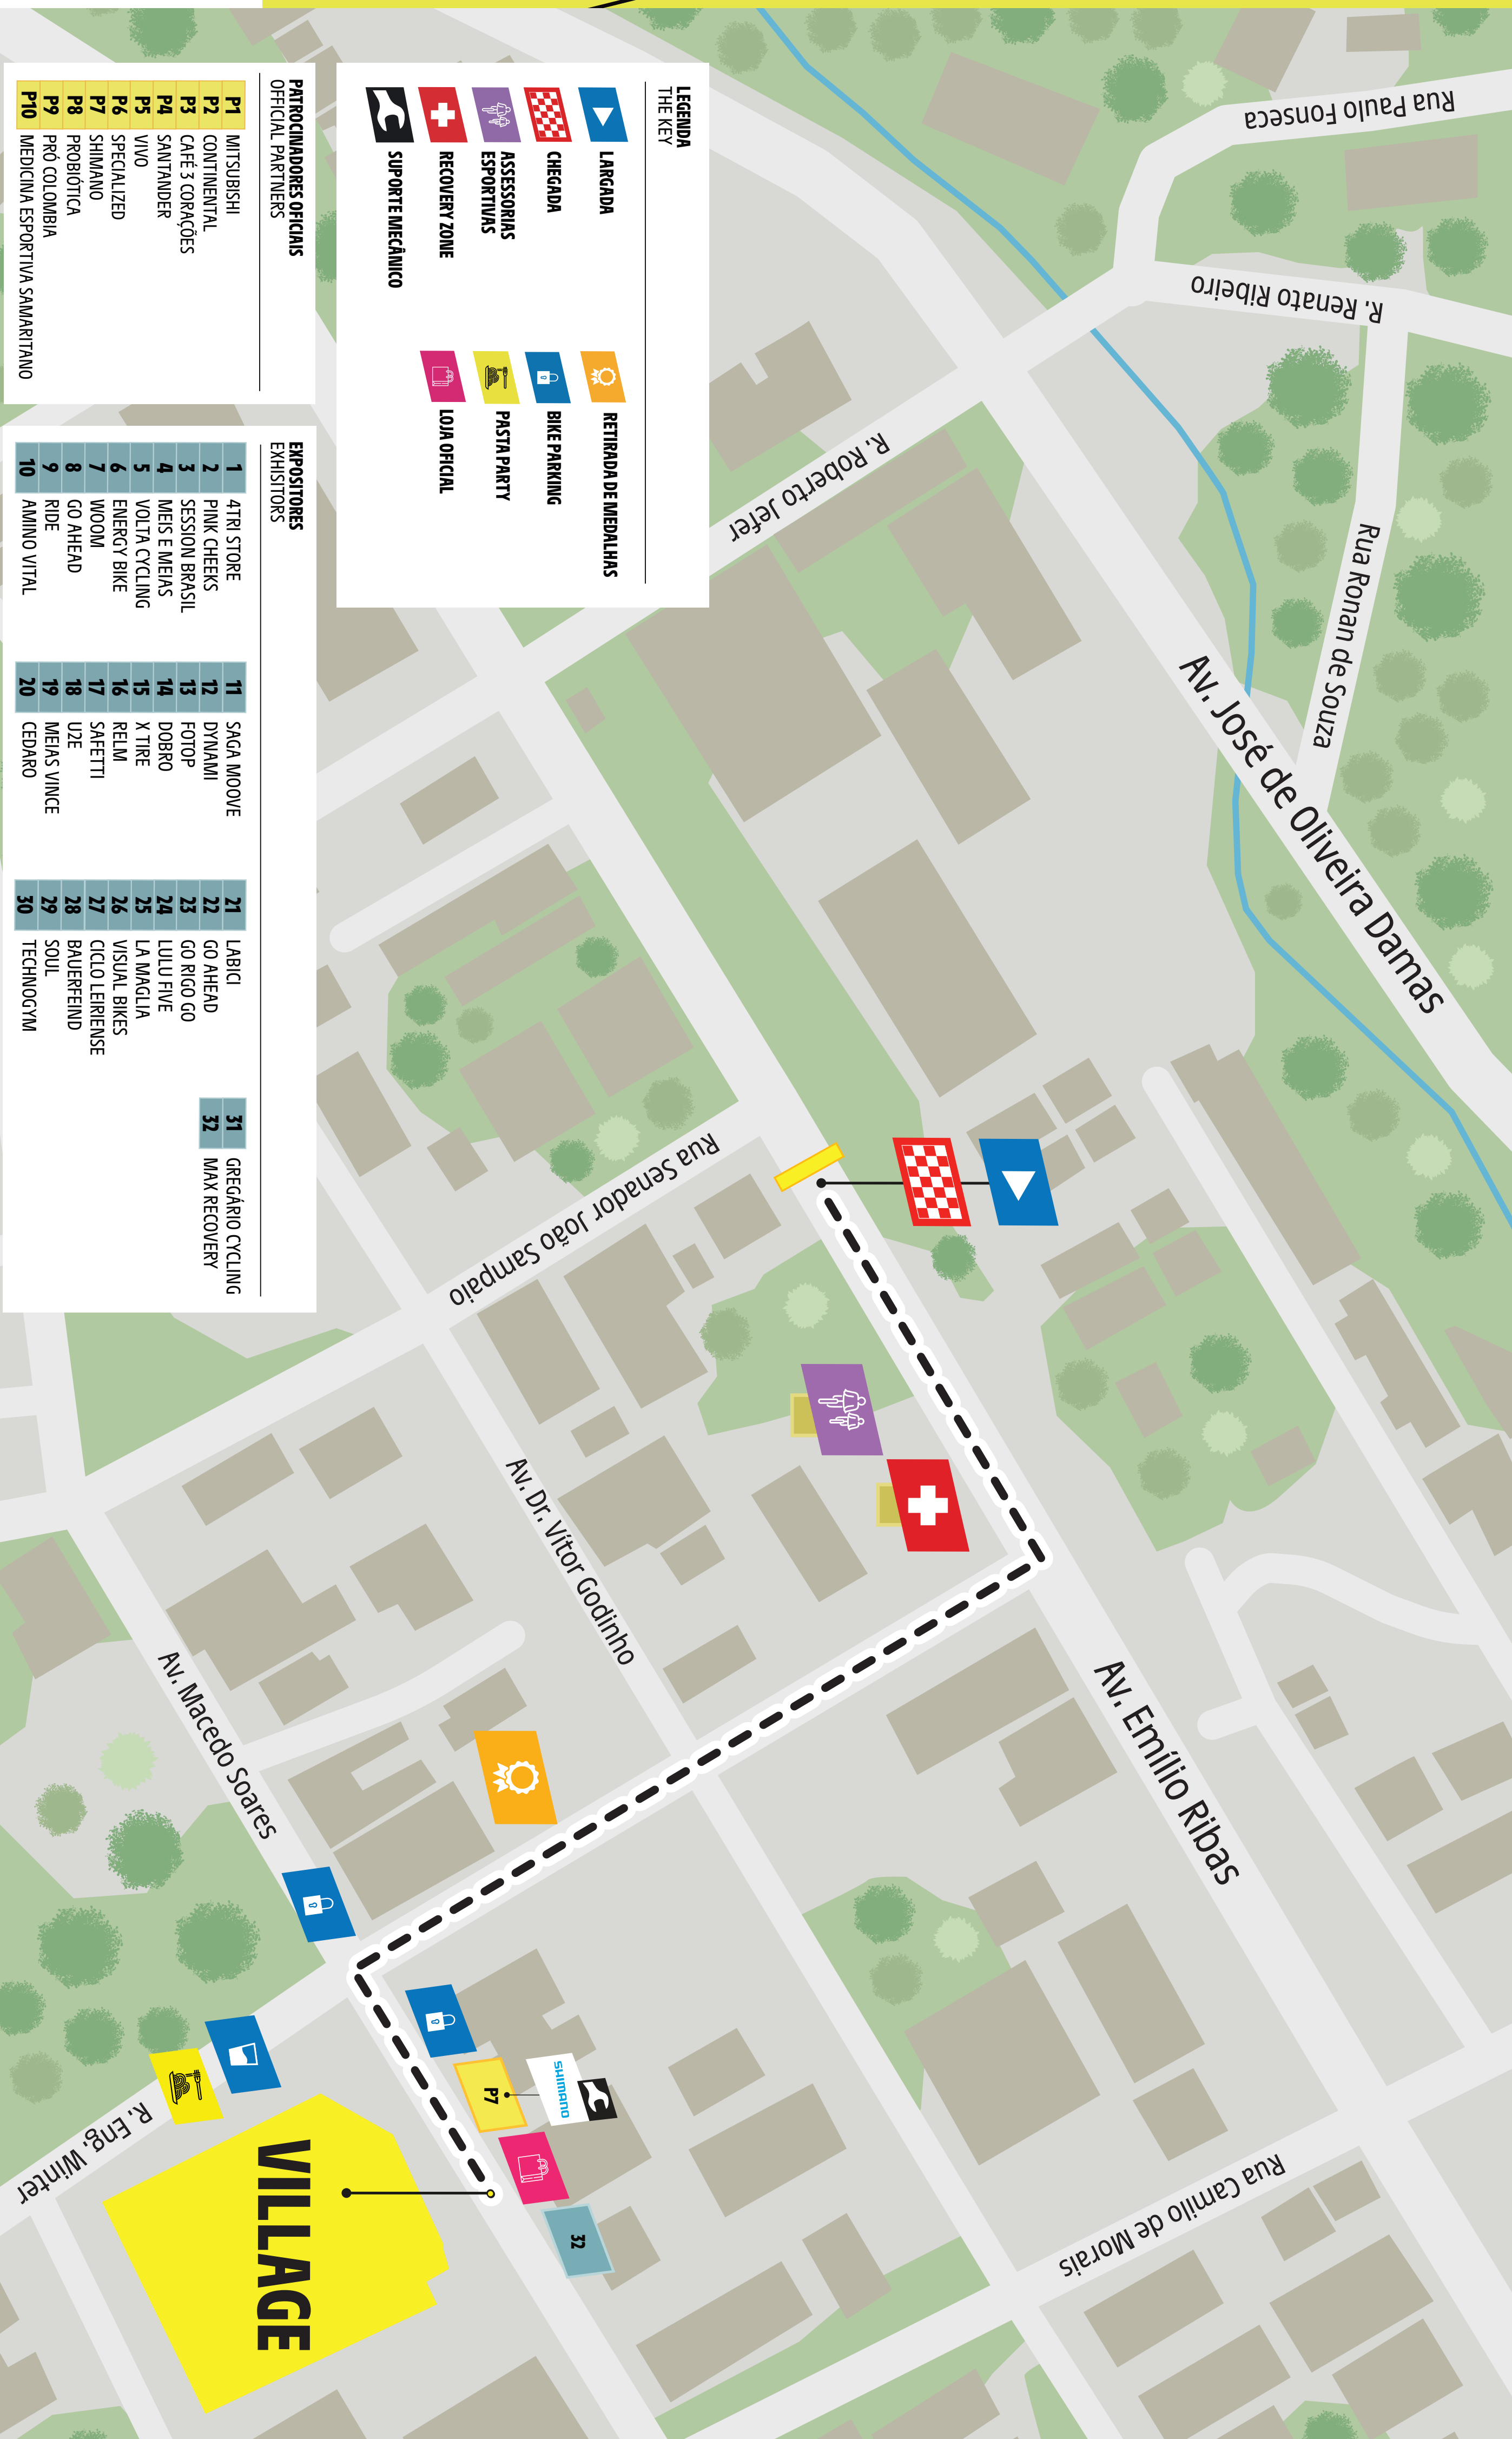 LEGENDA
THE KEY
LARGADA
CHEGADA
ASSESSORIAS
ESPORTIVAS
RECOVERY ZONE
SUPORTE MECÂNICO
RETIRADA DE MEDALHAS
BIKE PARKING
PASTA PARTY
LOJA OFICIAL
PATROCINADORES OFICIAIS
OFFICIAL PARTNERS
P1 MITSUBISHI
P2 CONTINENTAL
P3 CAFÉ 3 CORAÇÕES
P4 SANTANDER
P5 VIVO
P6 SPECIALIZED
P7 SHIMANO
P8 PROBIÓTICA
P9 PRÓ COLOMBIA
P10 MEDICINA ESPORTIVA SAMARITANO
EXPOSITORES
EXHISITORS
1 4TRI STORE
2 PINK CHEEKS
3 SESSION BRASIL
4 MEIS E MEIAS
5 VOLTA CYCLING
6 ENERGY BIKE
7 WOOM
8 GO AHEAD
9 RIDE
10 AMINO VITAL
11 SAGA MOOVE
12 DYNAMI
13 FOTOP
14 DOBRO
15 X TIRE
16 RELM
17 SAFETTI
18 U2E
19 MEIAS VINCE
20 CEDARO
21 LABICI
22 GO AHEAD
23 GO RIGO GO
24 LULU FIVE
25 LA MAGLIA
26 VISUAL BIKES
27 CICLO LEIRIENSE
28 BAUERFEIND
29 SOUL
30 TECHNOGYM
31 GREGÁRIO CYCLING
32 MAX RECOVERY
Rua Paulo Fonseca
R. Renato Ribeiro
Rua Ronan de Souza
Av. José de Oliveira Damas
R. Roberto Jefer
Rua Senador João Sampaio
Av. Dr. Vítor Godinho
Av. Emílio Ribas
Av. Macedo Soares
Rua Camilo de Morais
R. Eng. Winter
SHIMANO
P7
32
VILLAGE